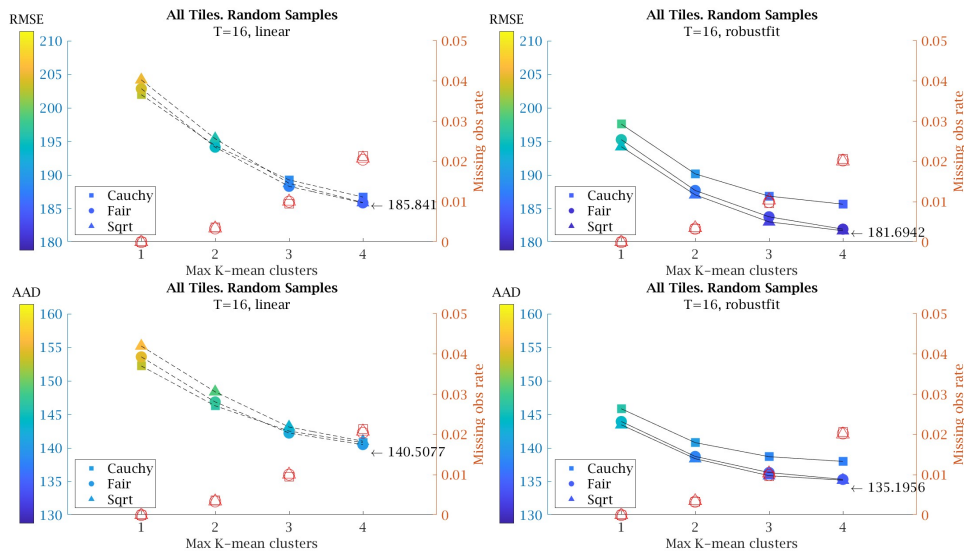 RMSE
All Tiles. Random Samples
T=16, linear
210
205
200
195
190
185
180
0.05
0.04
0.03
0.02
0.01
0
Missing obs rate
Cauchy
Fair
Sqrt
← 185.841
1 2 3 4
Max K-mean clusters
RMSE
All Tiles. Random Samples
T=16, robustfit
210
205
200
195
190
185
180
0.05
0.04
0.03
0.02
0.01
0
Missing obs rate
Cauchy
Fair
Sqrt
← 181.6942
1 2 3 4
Max K-mean clusters
AAD
All Tiles. Random Samples
T=16, linear
160
155
150
145
140
135
130
0.05
0.04
0.03
0.02
0.01
0
Missing obs rate
Cauchy
Fair
Sqrt
← 140.5077
1 2 3 4
Max K-mean clusters
AAD
All Tiles. Random Samples
T=16, robustfit
160
155
150
145
140
135
130
0.05
0.04
0.03
0.02
0.01
0
Missing obs rate
Cauchy
Fair
Sqrt
← 135.1956
1 2 3 4
Max K-mean clusters